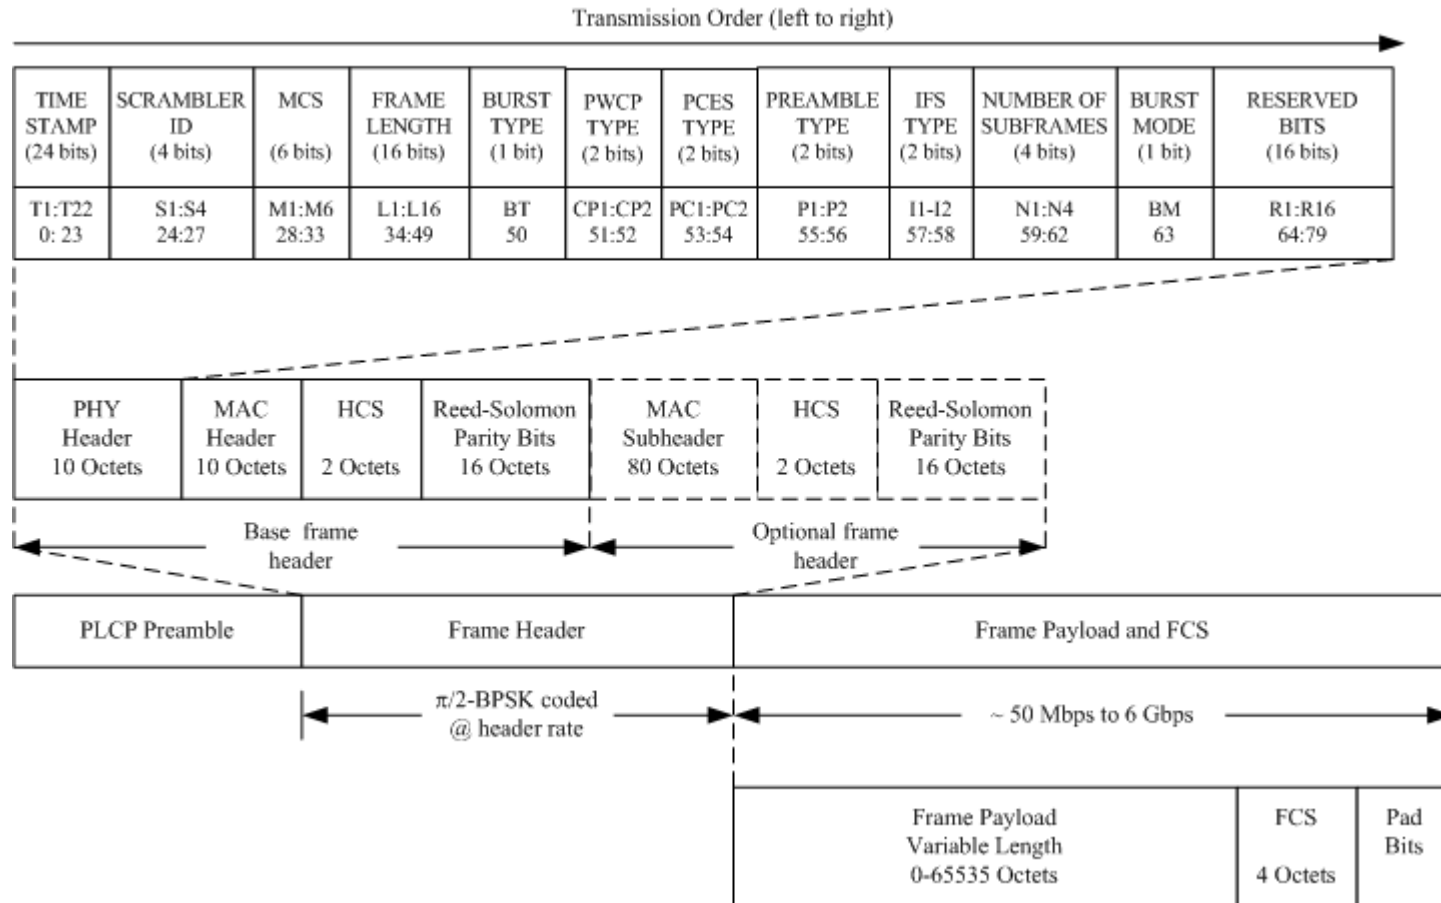 Transmission Order (left to right)
TIME STAMP (24 bits)
SCRAMBLER ID (4 bits)
MCS (6 bits)
FRAME LENGTH (16 bits)
BURST TYPE (1 bit)
PWCP TYPE (2 bits)
PCES TYPE (2 bits)
PREAMBLE TYPE (2 bits)
IFS TYPE (2 bits)
NUMBER OF SUBFRAMES (4 bits)
BURST MODE (1 bit)
RESERVED BITS (16 bits)
T1:T22 0: 23
S1:S4 24:27
M1:M6 28:33
L1:L16 34:49
BT 50
CP1:CP2 51:52
PC1:PC2 53:54
P1:P2 55:56
I1-I2 57:58
N1:N4 59:62
BM 63
R1:R16 64:79
PHY Header 10 Octets
MAC Header 10 Octets
HCS 2 Octets
Reed-Solomon Parity Bits 16 Octets
MAC Subheader 80 Octets
HCS 2 Octets
Reed-Solomon Parity Bits 16 Octets
Base frame header
Optional frame header
PLCP Preamble
Frame Header
Frame Payload and FCS
π/2-BPSK coded @ header rate
~ 50 Mbps to 6 Gbps
Frame Payload Variable Length 0-65535 Octets
FCS 4 Octets
Pad Bits